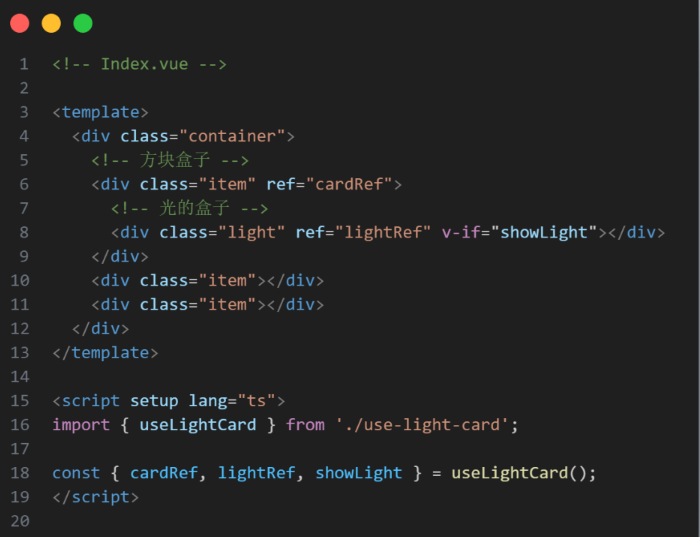 1 <!-- Index.vue -->
2
3 <template>
4   <div class="container">
5     <!-- 方块盒子 -->
6     <div class="item" ref="cardRef">
7       <!-- 光的盒子 -->
8       <div class="light" ref="lightRef" v-if="showLight"></div>
9     </div>
10     <div class="item"></div>
11     <div class="item"></div>
12   </div>
13 </template>
14
15 <script setup lang="ts">
16 import { useLightCard } from './use-light-card';
17
18 const { cardRef, lightRef, showLight } = useLightCard();
19 </script>
20